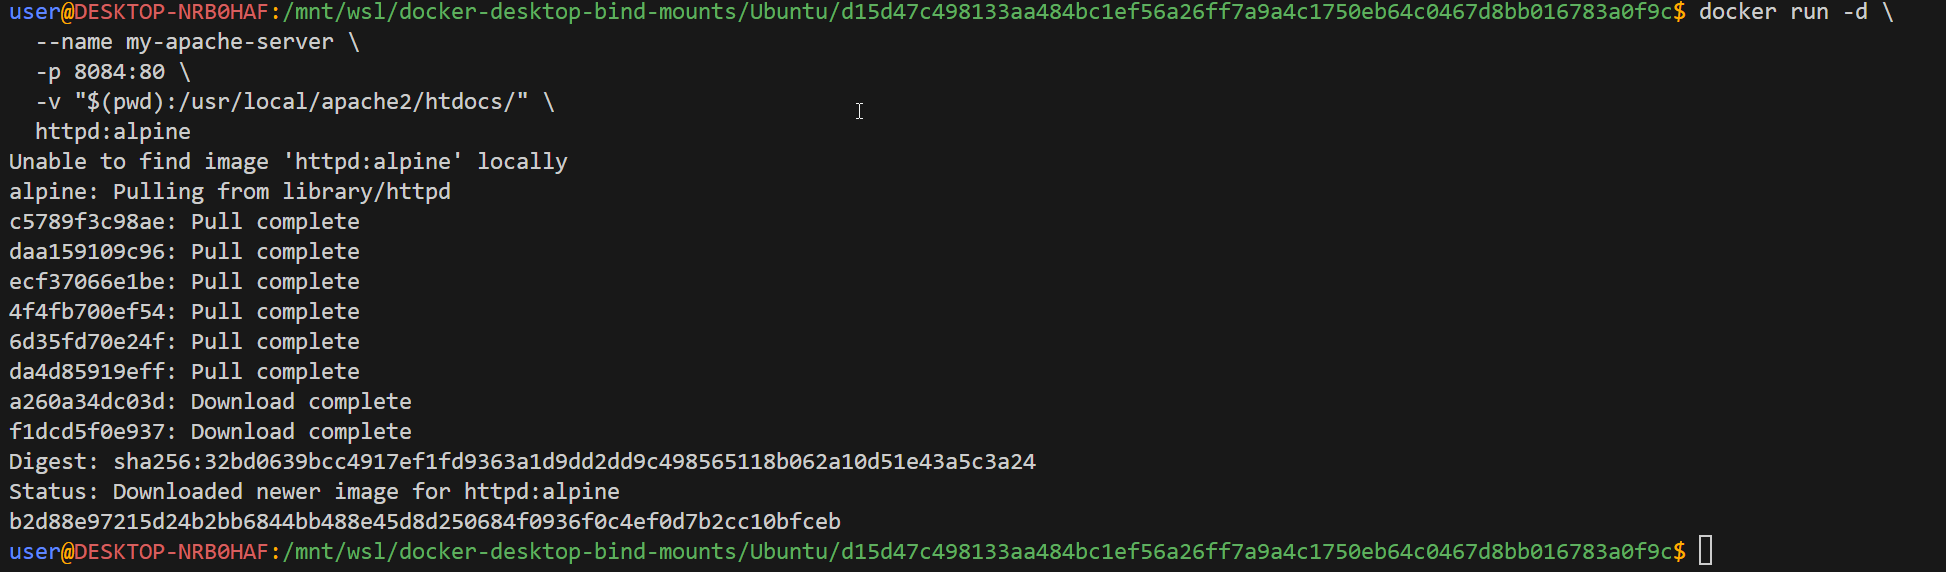 user@DESKTOP-NRB0HAF:/mnt/wsl/docker-desktop-bind-mounts/Ubuntu/d15d47c498133aa484bc1ef56a26ff7a9a4c1750eb64c0467d8bb016783a0f9c$ docker run -d \
  --name my-apache-server \
  -p 8084:80 \
  -v "$(pwd):/usr/local/apache2/htdocs/" \
  httpd:alpine
Unable to find image 'httpd:alpine' locally
alpine: Pulling from library/httpd
c5789f3c98ae: Pull complete
daa159109c96: Pull complete
ecf37066e1be: Pull complete
4f4fb700ef54: Pull complete
6d35fd70e24f: Pull complete
da4d85919eff: Pull complete
a260a34dc03d: Download complete
f1dcd5f0e937: Download complete
Digest: sha256:32bd0639bcc4917ef1fd9363a1d9dd2dd9c498565118b062a10d51e43a5c3a24
Status: Downloaded newer image for httpd:alpine
b2d88e97215d24b2bb6844bb488e45d8d250684f0936f0c4ef0d7b2cc10bfceb
user@DESKTOP-NRB0HAF:/mnt/wsl/docker-desktop-bind-mounts/Ubuntu/d15d47c498133aa484bc1ef56a26ff7a9a4c1750eb64c0467d8bb016783a0f9c$